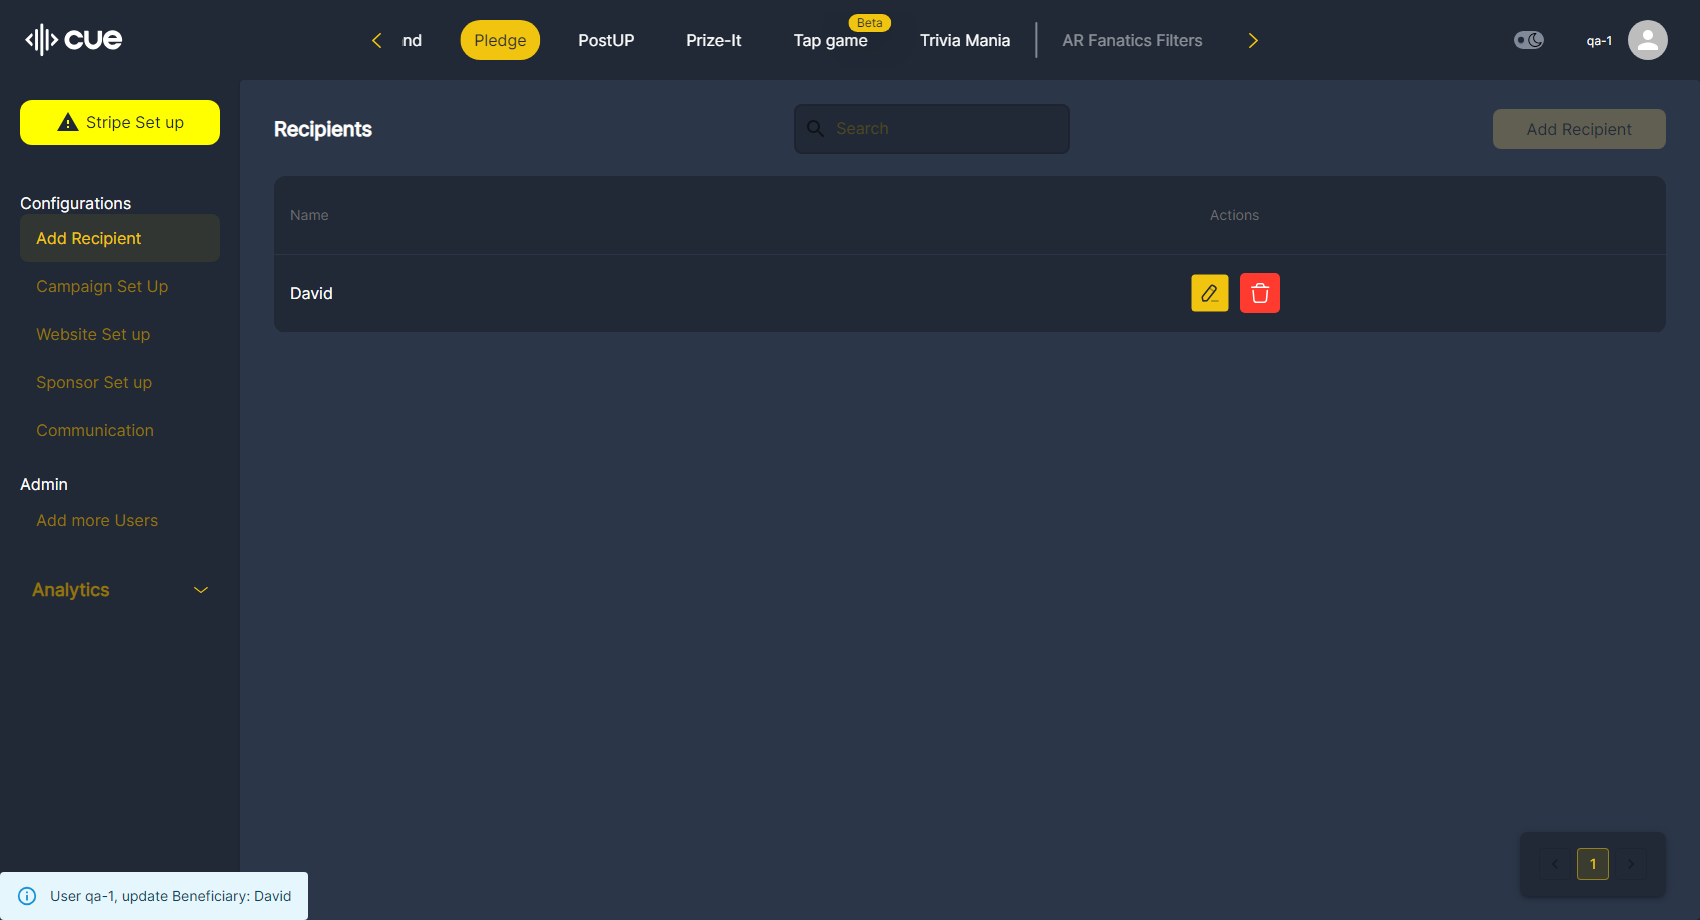 cue
nd
Pledge
PostUP
Prize-It
Tap game
Beta
Trivia Mania
AR Fanatics Filters
qa-1
Stripe Set up
Configurations
Add Recipient
Campaign Set Up
Website Set up
Sponsor Set up
Communication
Admin
Add more Users
Analytics
Recipients
Search
Add Recipient
Name
Actions
David
1
User qa-1, update Beneficiary: David